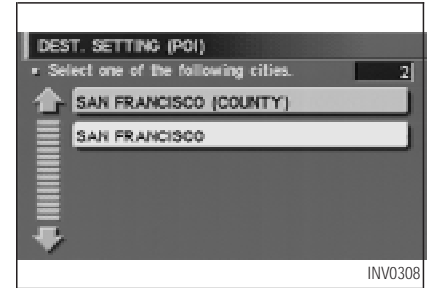 DEST. SETTING (POI)
▪ Select one of the following cities. 2
SAN FRANCISCO (COUNTY)
SAN FRANCISCO
INV0308